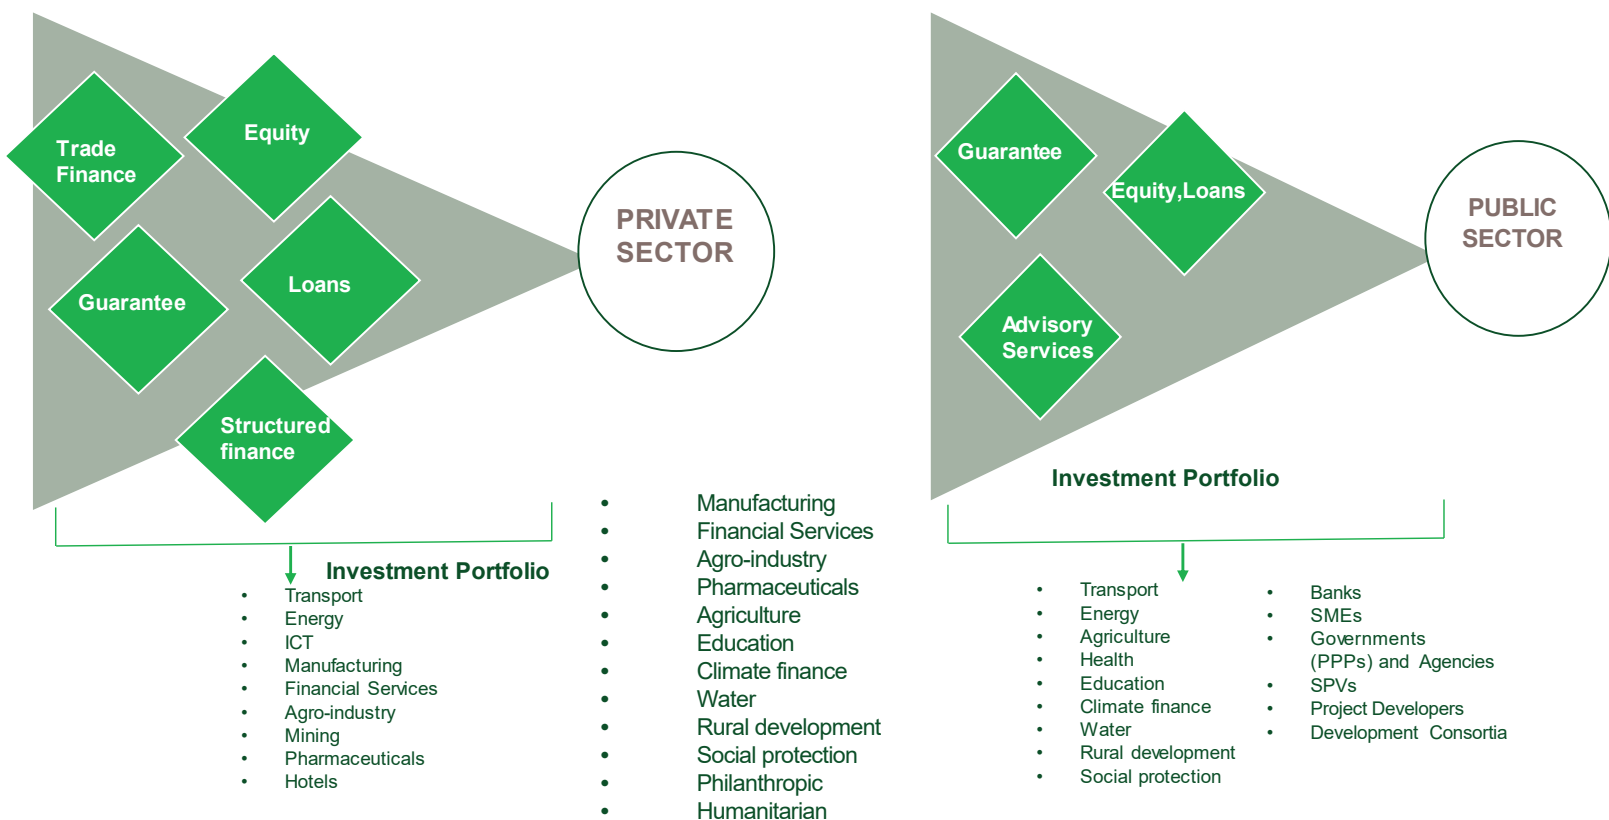 Trade
Finance
Equity
Guarantee
Loans
Structured
finance
PRIVATE
SECTOR
Investment Portfolio
• Transport
• Energy
• ICT
• Manufacturing
• Financial Services
• Agro-industry
• Mining
• Pharmaceuticals
• Hotels
• Manufacturing
• Financial Services
• Agro-industry
• Pharmaceuticals
• Agriculture
• Education
• Climate finance
• Water
• Rural development
• Social protection
• Philanthropic
• Humanitarian
Guarantee
Equity,Loans
Advisory
Services
PUBLIC
SECTOR
Investment Portfolio
• Transport
• Energy
• Agriculture
• Health
• Education
• Climate finance
• Water
• Rural development
• Social protection
• Banks
• SMEs
• Governments
(PPPs) and Agencies
• SPVs
• Project Developers
• Development Consortia